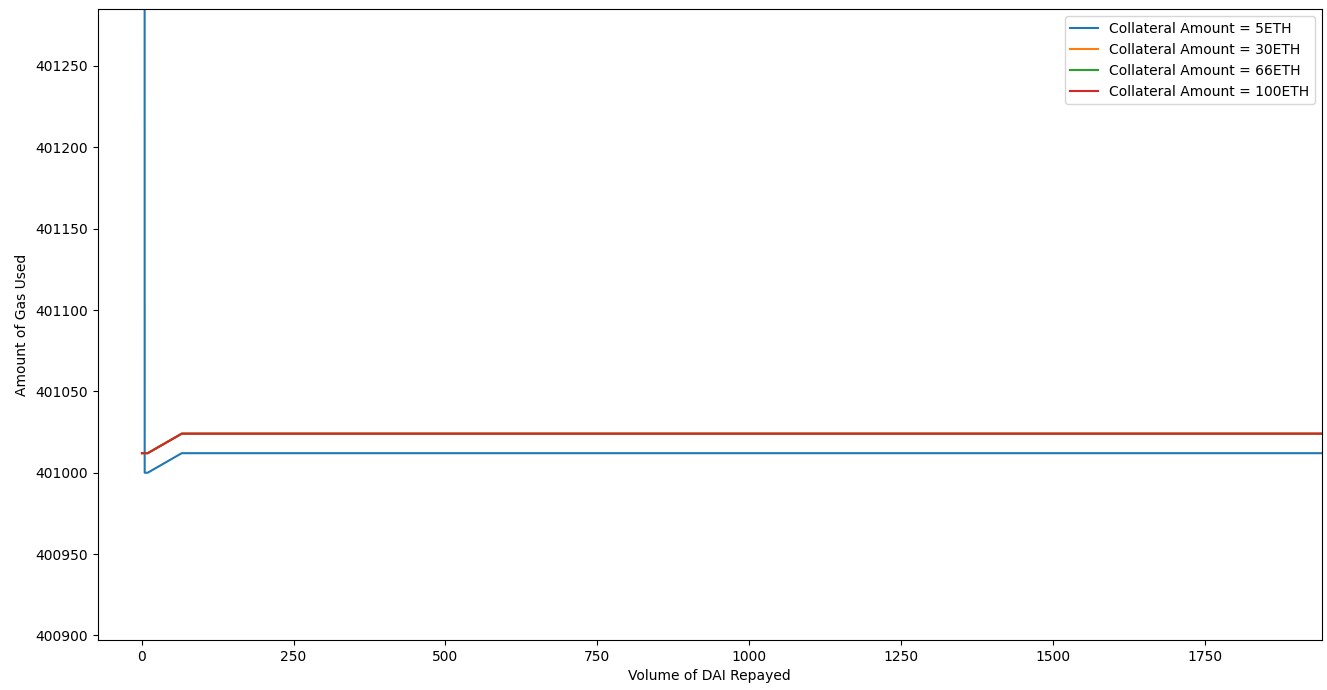 Collateral Amount = 5ETH
Collateral Amount = 30ETH
Collateral Amount = 66ETH
Collateral Amount = 100ETH
Amount of Gas Used
401250
401200
401150
401100
401050
401000
400950
400900
0 250 500 750 1000 1250 1500 1750
Volume of DAI Repayed